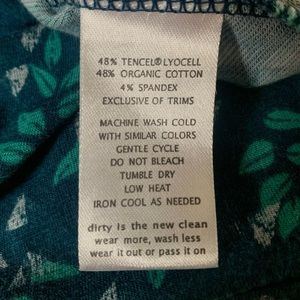 48% TENCEL®LYOCELL
48% ORGANIC COTTON
4% SPANDEX
EXCLUSIVE OF TRIMS
MACHINE WASH COLD
WITH SIMILAR COLORS
GENTLE CYCLE
DO NOT BLEACH
TUMBLE DRY
LOW HEAT
IRON COOL AS NEEDED
dirty is the new clean
wear more, wash less
wear it out or pass it on